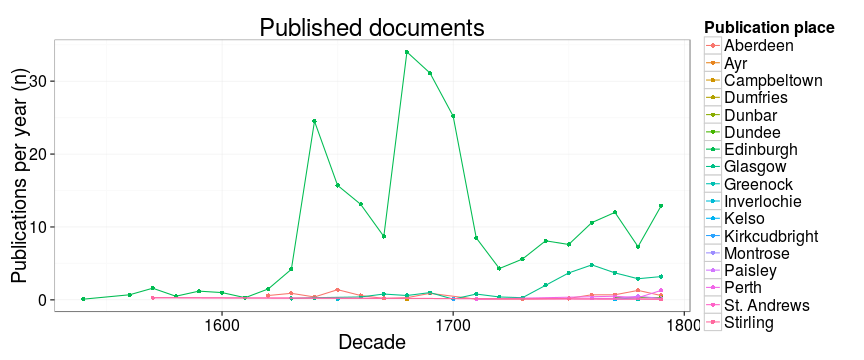 Published documents
Publications per year (n)
30
20
10
0
1600
1700
1800
Decade
Publication place
Aberdeen
Ayr
Campbeltown
Dumfries
Dunbar
Dundee
Edinburgh
Glasgow
Greenock
Inverlochie
Kelso
Kirkcudbright
Montrose
Paisley
Perth
St. Andrews
Stirling